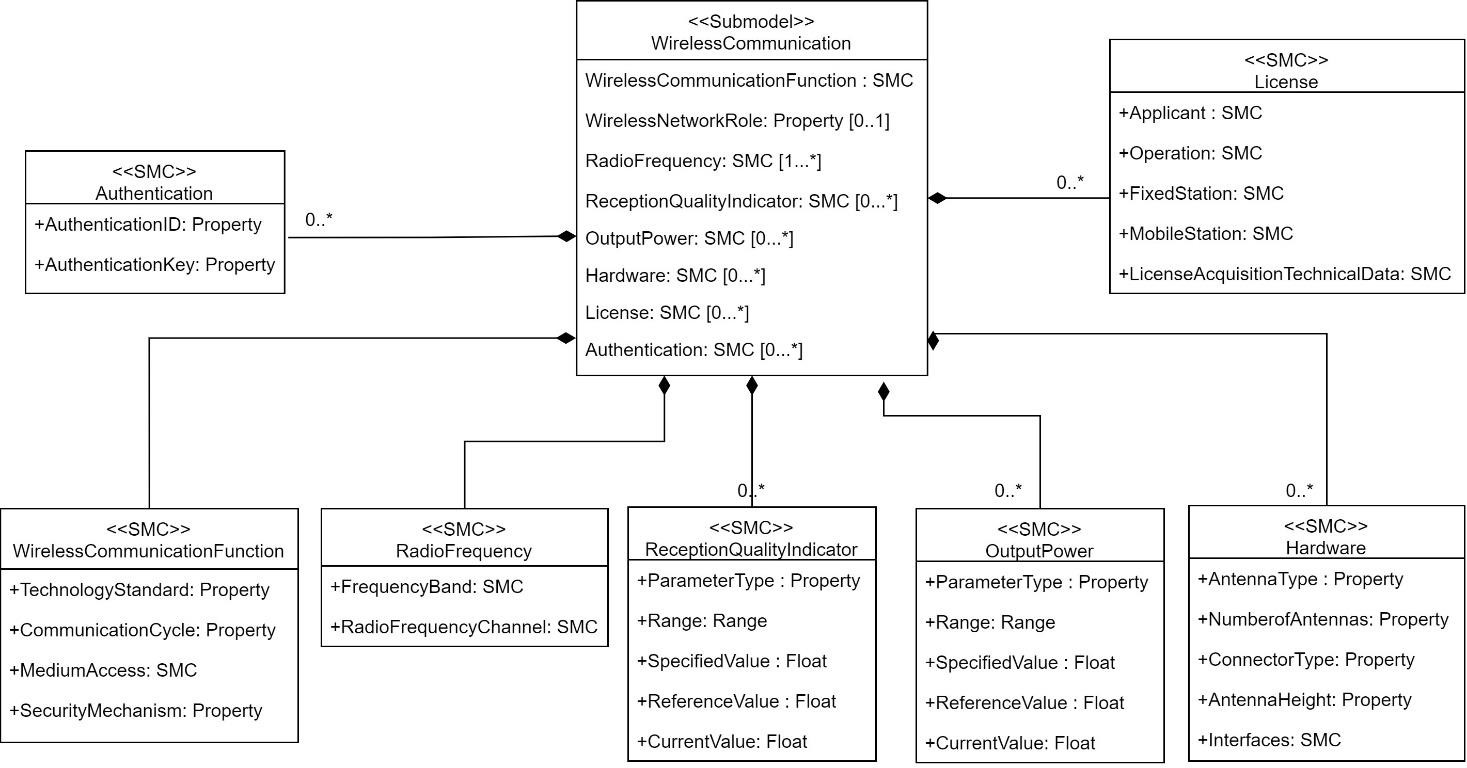 <<Submodel>>
WirelessCommunication
WirelessCommunicationFunction : SMC
WirelessNetworkRole: Property [0..1]
RadioFrequency: SMC [1...*]
ReceptionQualityIndicator: SMC [0...*]
OutputPower: SMC [0...*]
Hardware: SMC [0...*]
License: SMC [0...*]
Authentication: SMC [0...*]
<<SMC>>
License
+Applicant : SMC
+Operation: SMC
+FixedStation: SMC
+MobileStation: SMC
+LicenseAcquisitionTechnicalData: SMC
0..*
<<SMC>>
Authentication
+AuthenticationID: Property
+AuthenticationKey: Property
0..*
<<SMC>>
WirelessCommunicationFunction
+TechnologyStandard: Property
+CommunicationCycle: Property
+MediumAccess: SMC
+SecurityMechanism: Property
<<SMC>>
RadioFrequency
+FrequencyBand: SMC
+RadioFrequencyChannel: SMC
0..*
<<SMC>>
ReceptionQualityIndicator
+ParameterType : Property
+Range: Range
+SpecifiedValue : Float
+ReferenceValue : Float
+CurrentValue: Float
0..*
<<SMC>>
OutputPower
+ParameterType : Property
+Range: Range
+SpecifiedValue : Float
+ReferenceValue : Float
+CurrentValue: Float
0..*
<<SMC>>
Hardware
+AntennaType : Property
+NumberofAntennas: Property
+ConnectorType: Property
+AntennaHeight: Property
+Interfaces: SMC